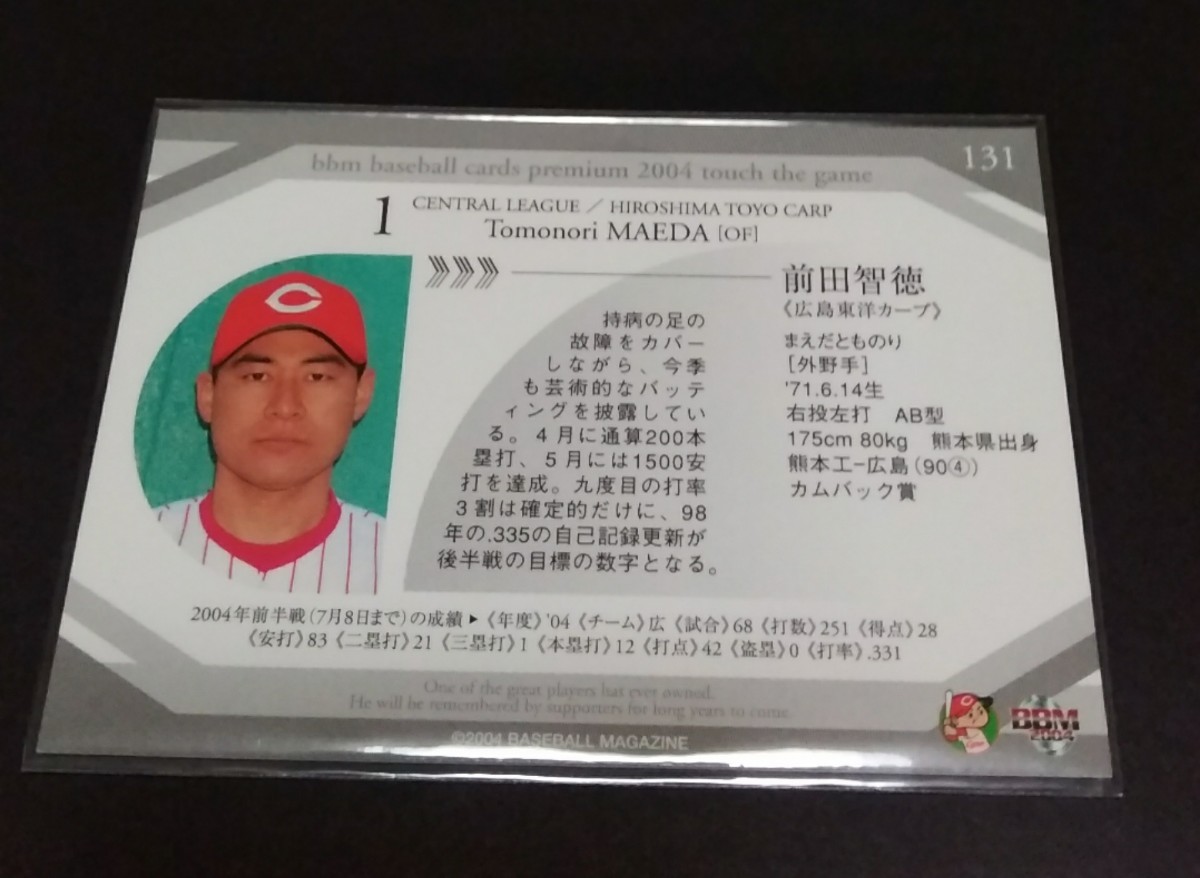 bbm baseball cards premium 2004 touch the game
131
1
CENTRAL LEAGUE / HIROSHIMA TOYO CARP
Tomonori MAEDA [OF]
C
前田智徳
《広島東洋カープ》
まえだとものり
[外野手]
'71.6.14生
右投左打 AB型
175cm 80kg 熊本県出身
熊本工-広島(90④)
カムバック賞
持病の足の
故障をカバー
しながら、今季
も芸術的なバッテ
ィングを披露してい
る。4月に通算200本
塁打、5月には1500安
打を達成。九度目の打率
3割は確定的だけに、98
年の.335の自己記録更新が
後半戦の目標の数字となる。
2004年前半戦(7月8日まで)の成績▶《年度》'04《チーム》広《試合》68《打数》251《得点》28
《安打》83《二塁打》21《三塁打》1《本塁打》12《打点》42《盗塁》0《打率》.331
One of the great players hat ever owned.
He will be remembered by supporters for long years to come.
©2004 BASEBALL MAGAZINE
BBM
2004